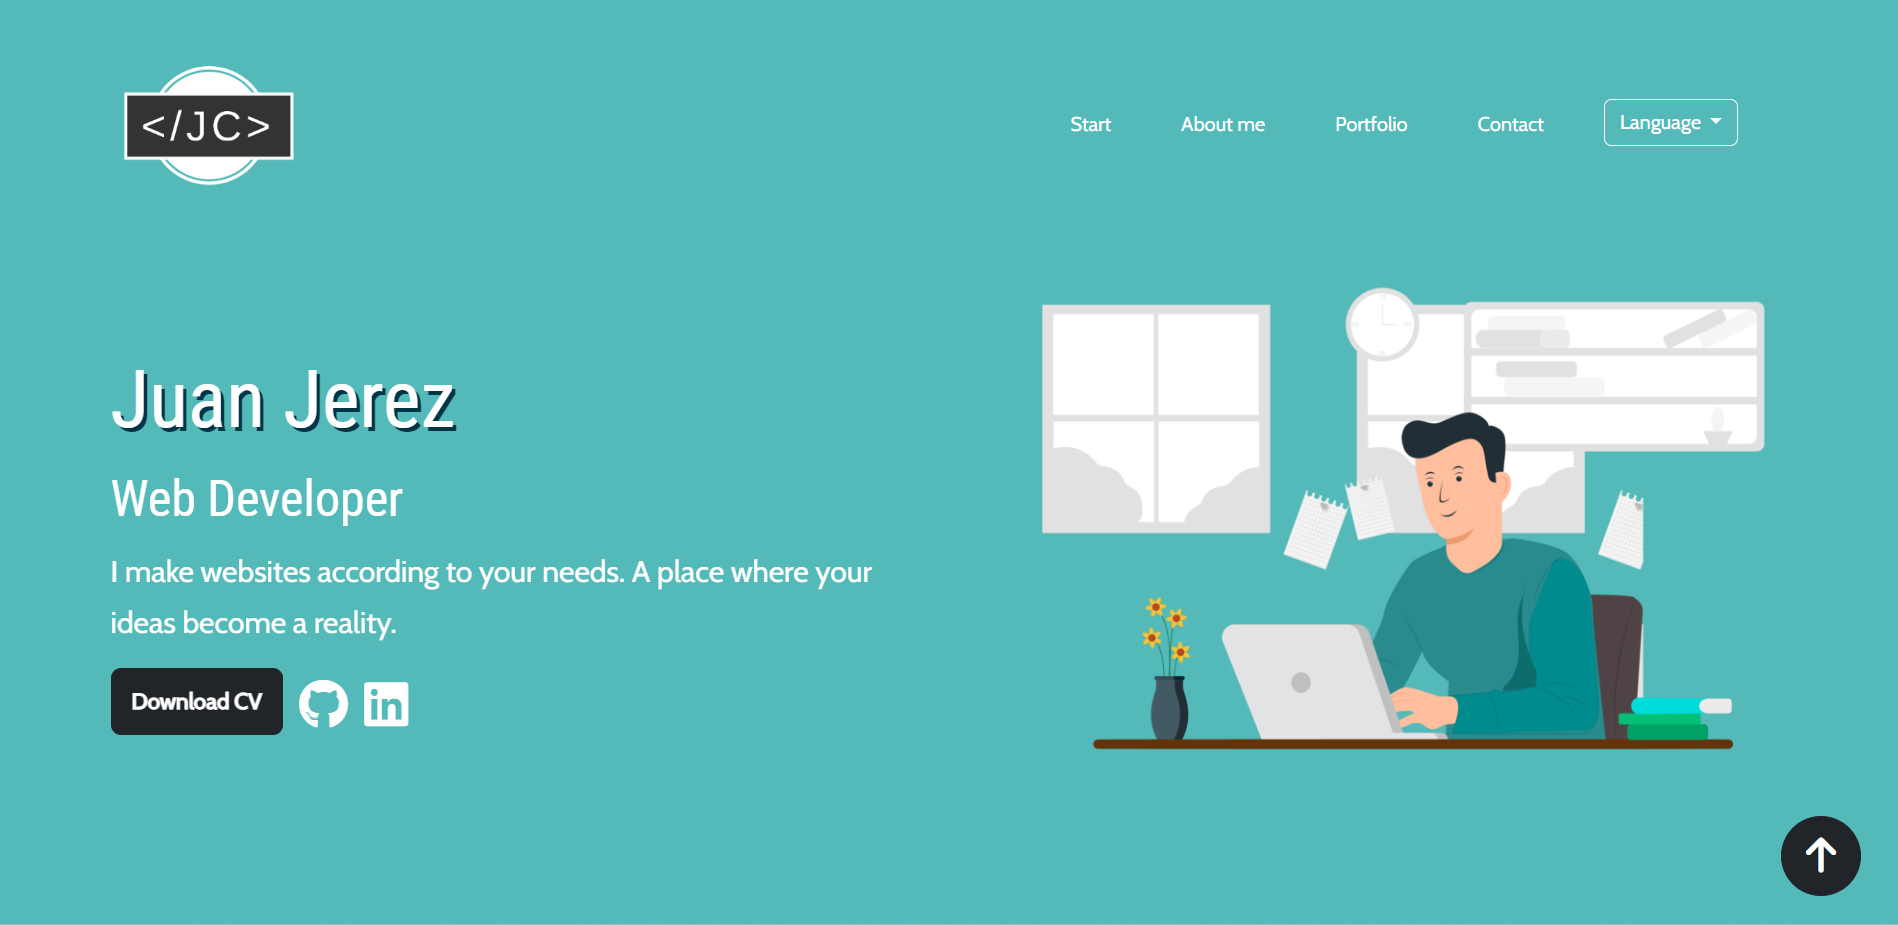 </JC>
Start About me Portfolio Contact Language
Juan Jerez
Web Developer
I make websites according to your needs. A place where your
ideas become a reality.
Download CV
in